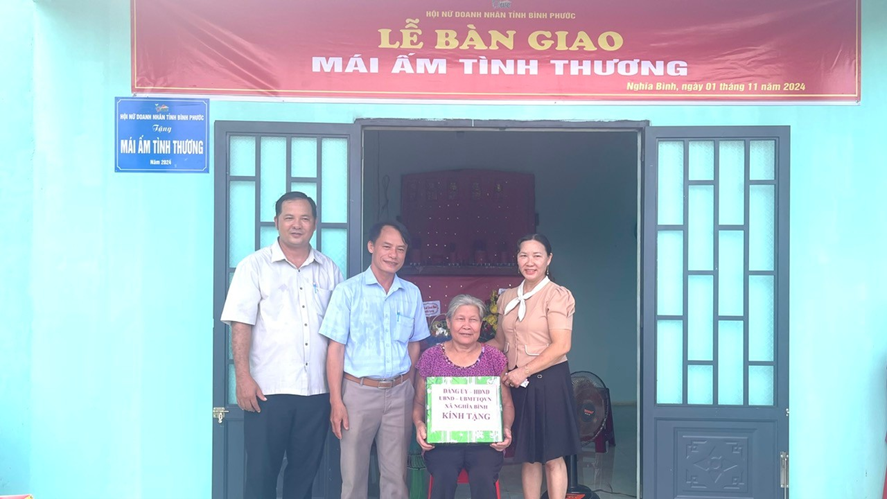 HỘI NỮ DOANH NHÂN TỈNH BÌNH PHƯỚC
LỄ BÀN GIAO
MÁI ẤM TÌNH THƯƠNG
Nghĩa Bình, ngày 01 tháng 11 năm 2024
HỘI NỮ DOANH NHÂN TỈNH BÌNH PHƯỚC
Tặng
MÁI ẤM TÌNH THƯƠNG
Năm 2024
ĐẢNG ỦY - HĐND
UBND - UBMTTQVN
XÃ NGHĨA BÌNH
KÍNH TẶNG